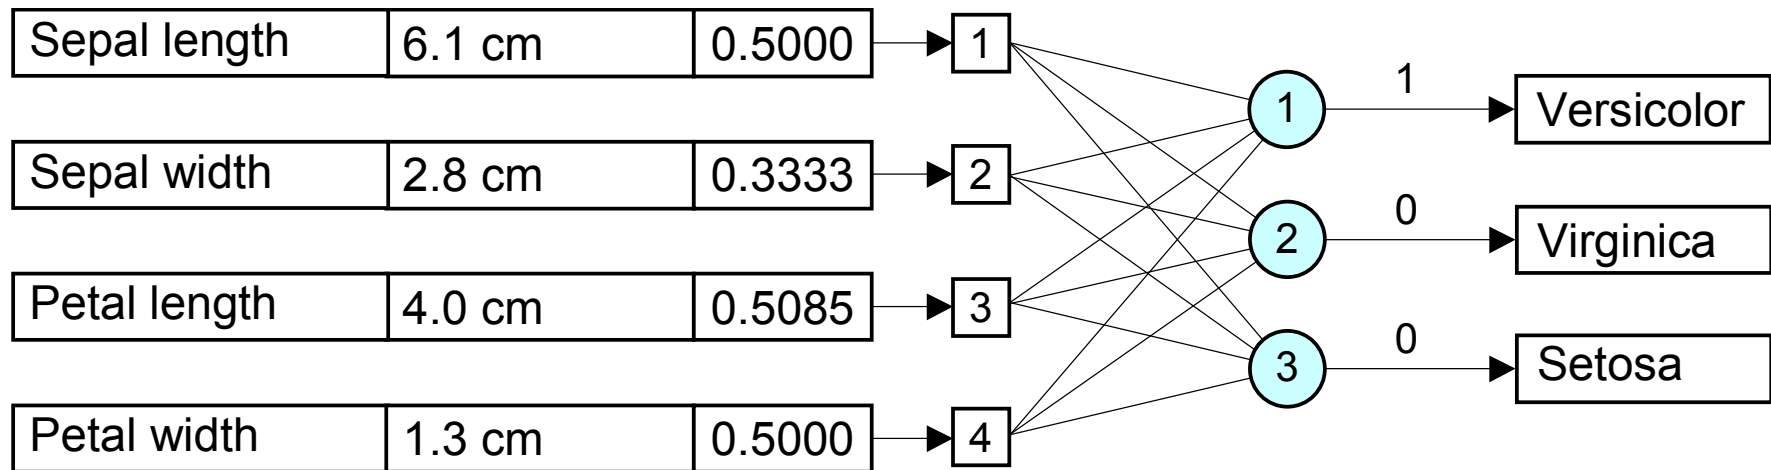 Sepal length 6.1 cm 0.5000 1
1
1 Versicolor
Sepal width 2.8 cm 0.3333 2
0
2 Virginica
Petal length 4.0 cm 0.5085 3
0
3 Setosa
Petal width 1.3 cm 0.5000 4